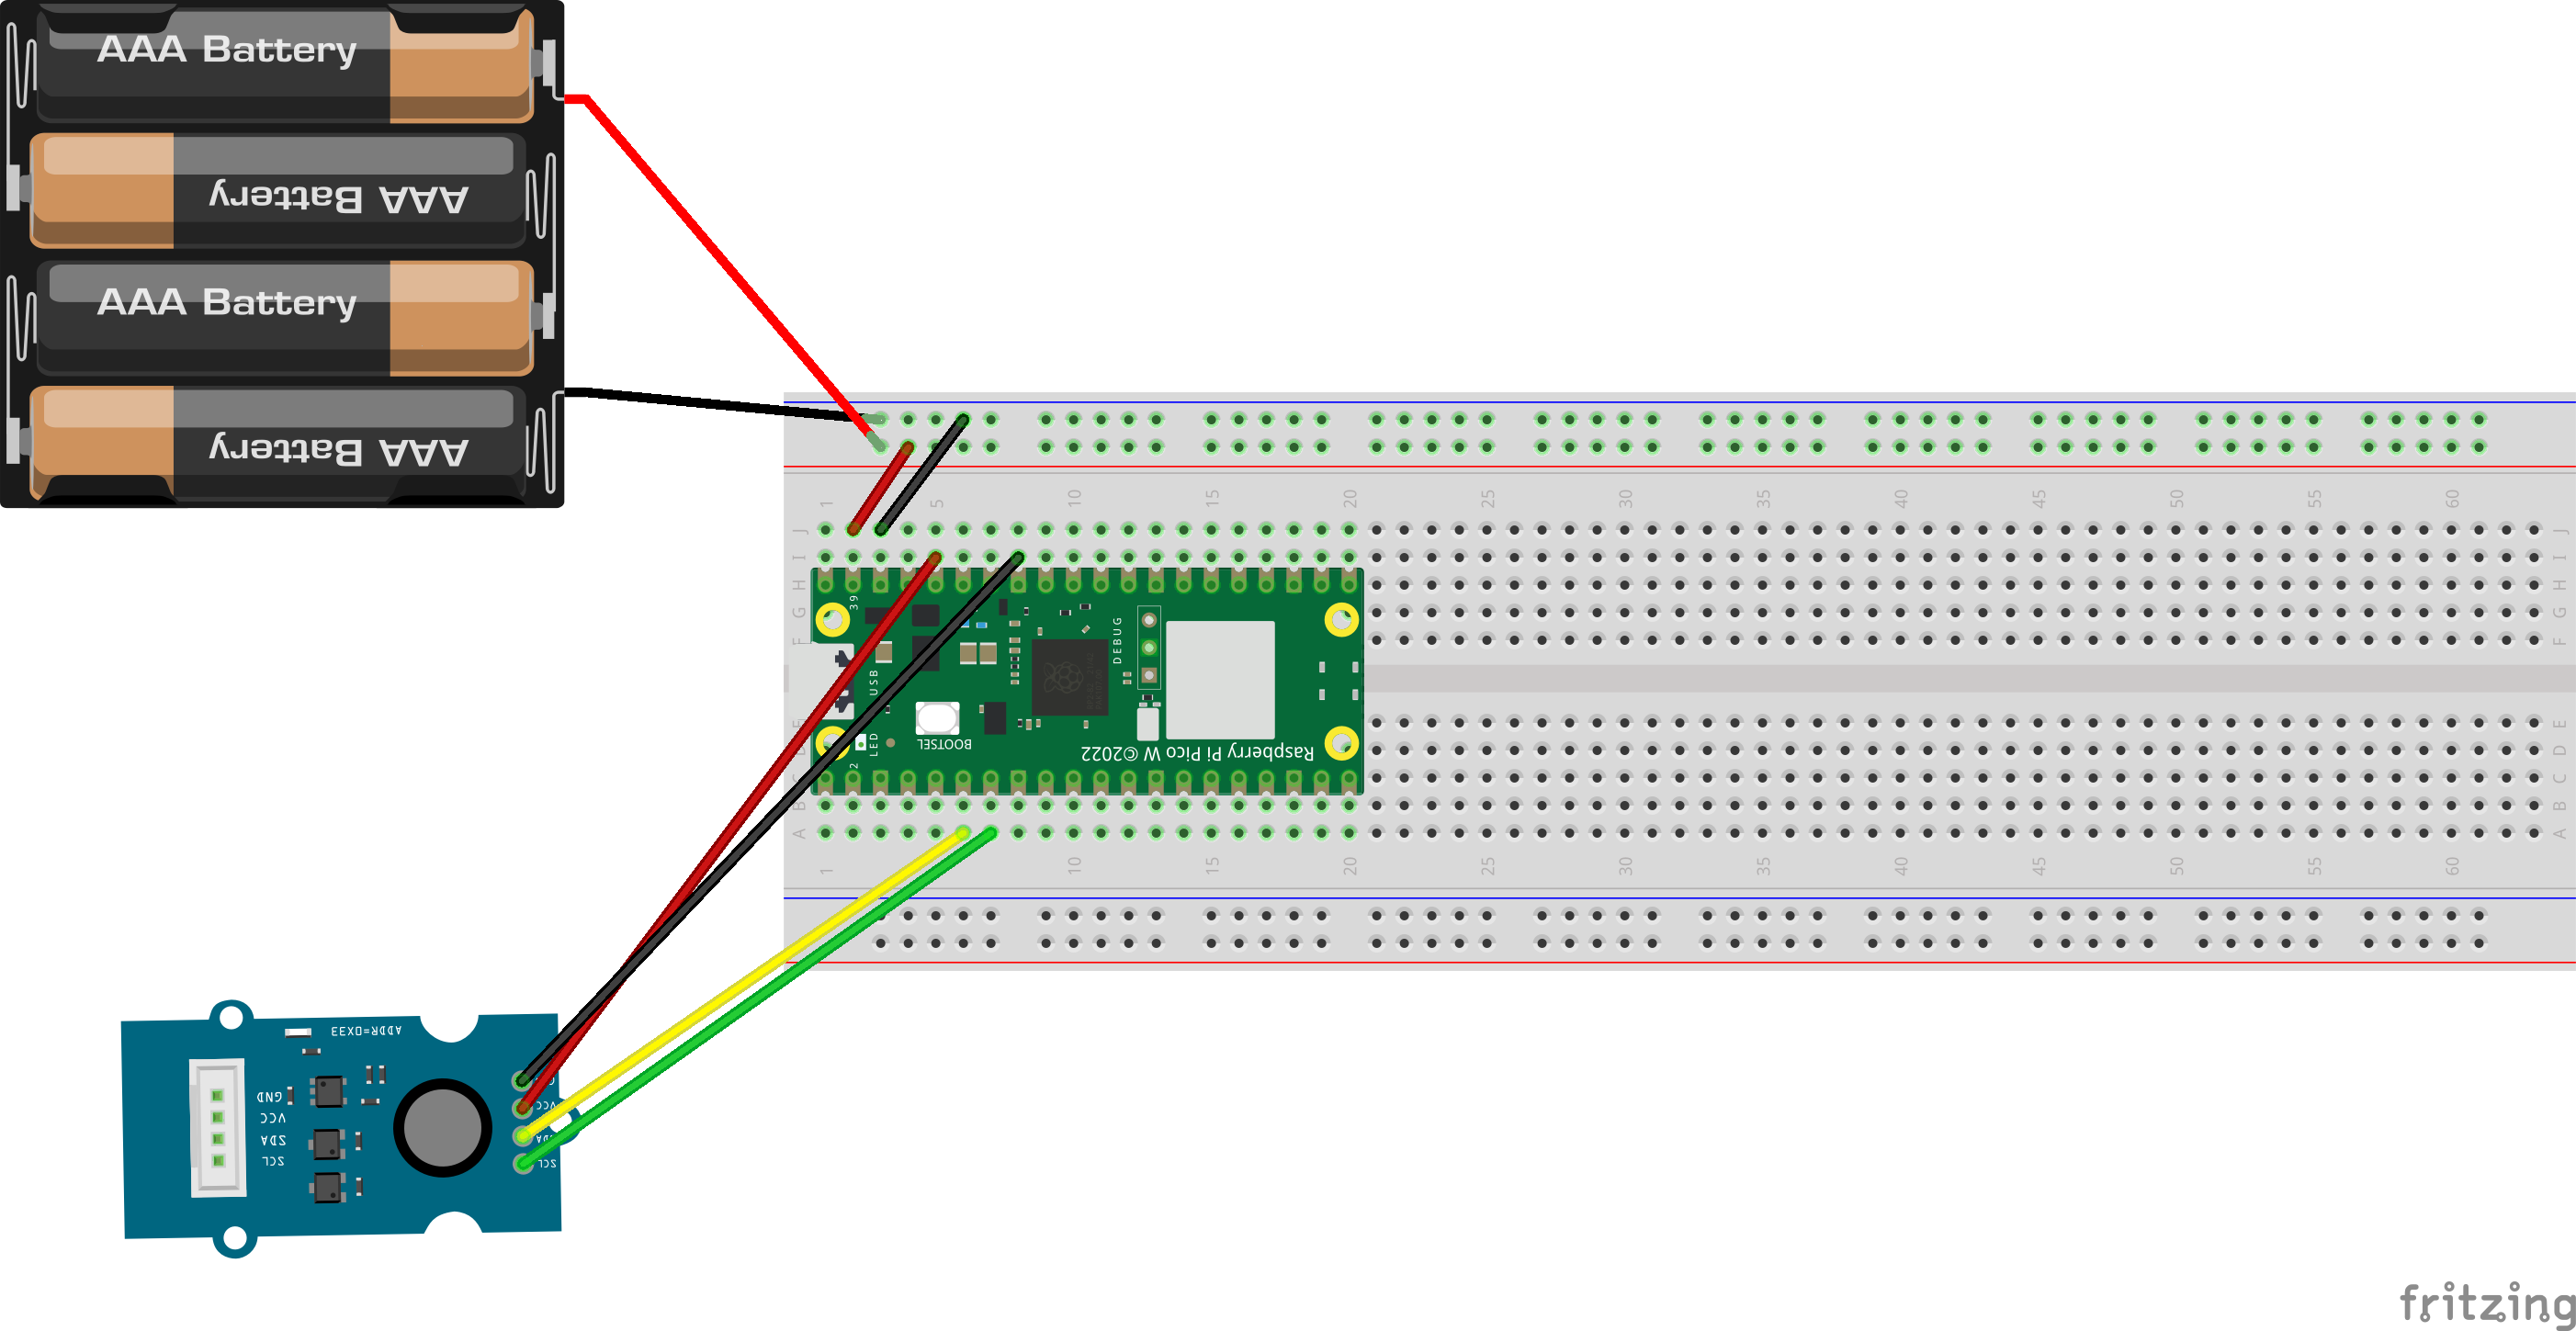 AAA Battery
AAA Battery
AAA Battery
AAA Battery
1 5 10 15 20 25 30 35 40 45 50 55 60
J J
I I
H H
G G
F F
39
DEBUG
USB
LED
BOOTSEL
2
Raspberry Pi Pico W ©2022
E E
D D
C C
B B
A A
1 10 15 20 25 30 35 40 45 50 55 60
ADDR=0X33
GND
VCC
SDA
SCL
VCC
SCL
fritzing